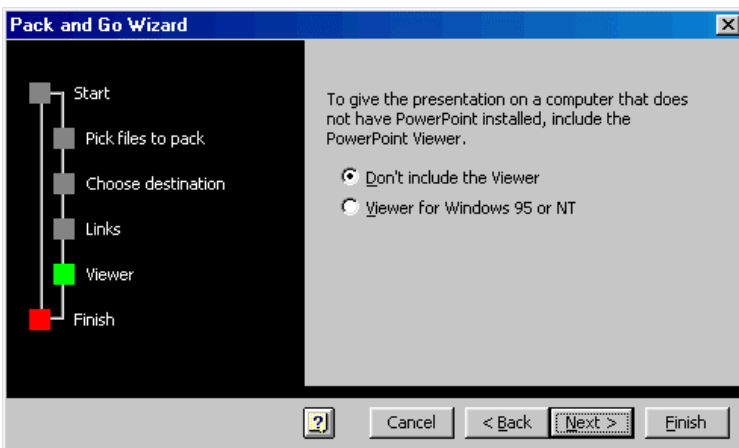 Pack and Go Wizard
Start
Pick files to pack
Choose destination
Links
Viewer
Finish
To give the presentation on a computer that does
not have PowerPoint installed, include the
PowerPoint Viewer.
Don't include the Viewer
Viewer for Windows 95 or NT
Cancel
< Back
Next >
Finish